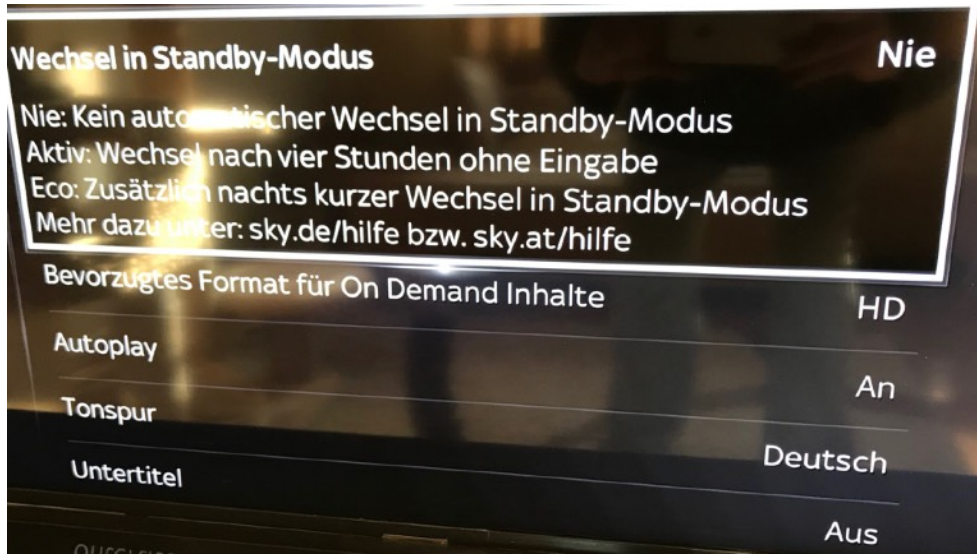 Wechsel in Standby-Modus Nie
Nie: Kein automatischer Wechsel in Standby-Modus
Aktiv: Wechsel nach vier Stunden ohne Eingabe
Eco: Zusätzlich nachts kurzer Wechsel in Standby-Modus
Mehr dazu unter: sky.de/hilfe bzw. sky.at/hilfe
Bevorzugtes Format für On Demand Inhalte HD
Autoplay An
Tonspur Deutsch
Untertitel Aus